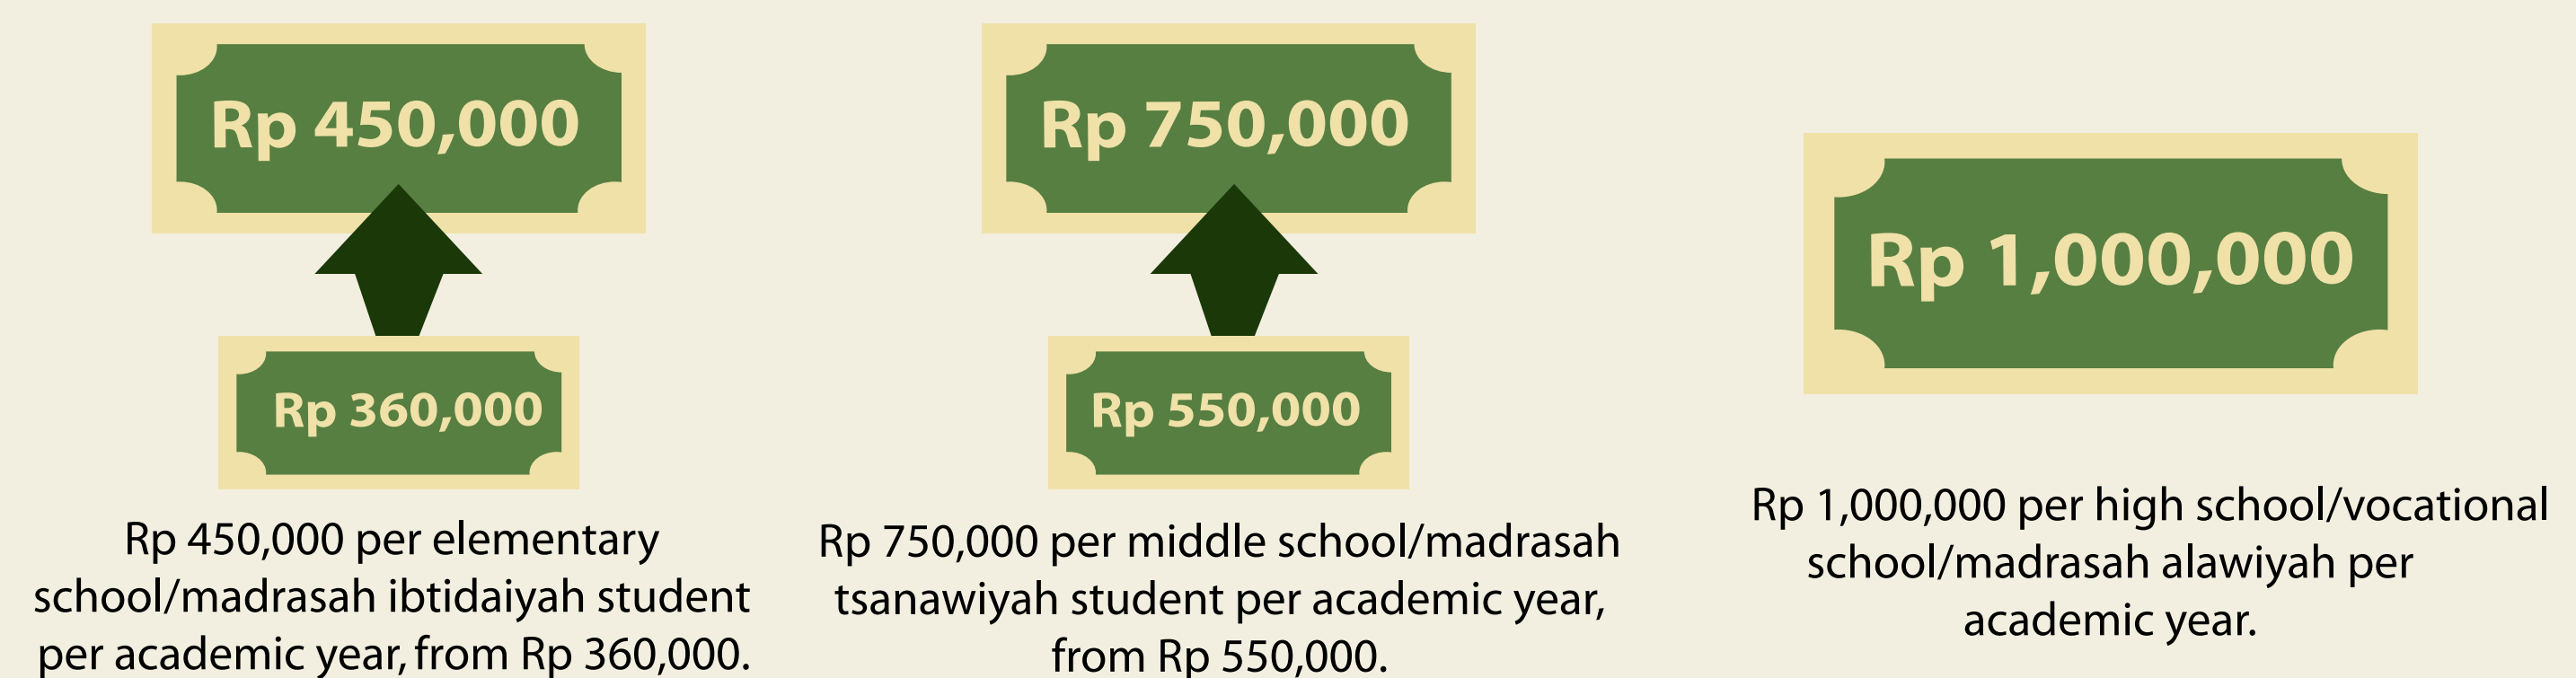 Rp 450,000
Rp 360,000
Rp 450,000 per elementary
school/madrasah ibtidaiyah student
per academic year, from Rp 360,000.
Rp 750,000
Rp 550,000
Rp 750,000 per middle school/madrasah
tsanawiyah student per academic year,
from Rp 550,000.
Rp 1,000,000
Rp 1,000,000 per high school/vocational
school/madrasah alawiyah per
academic year.